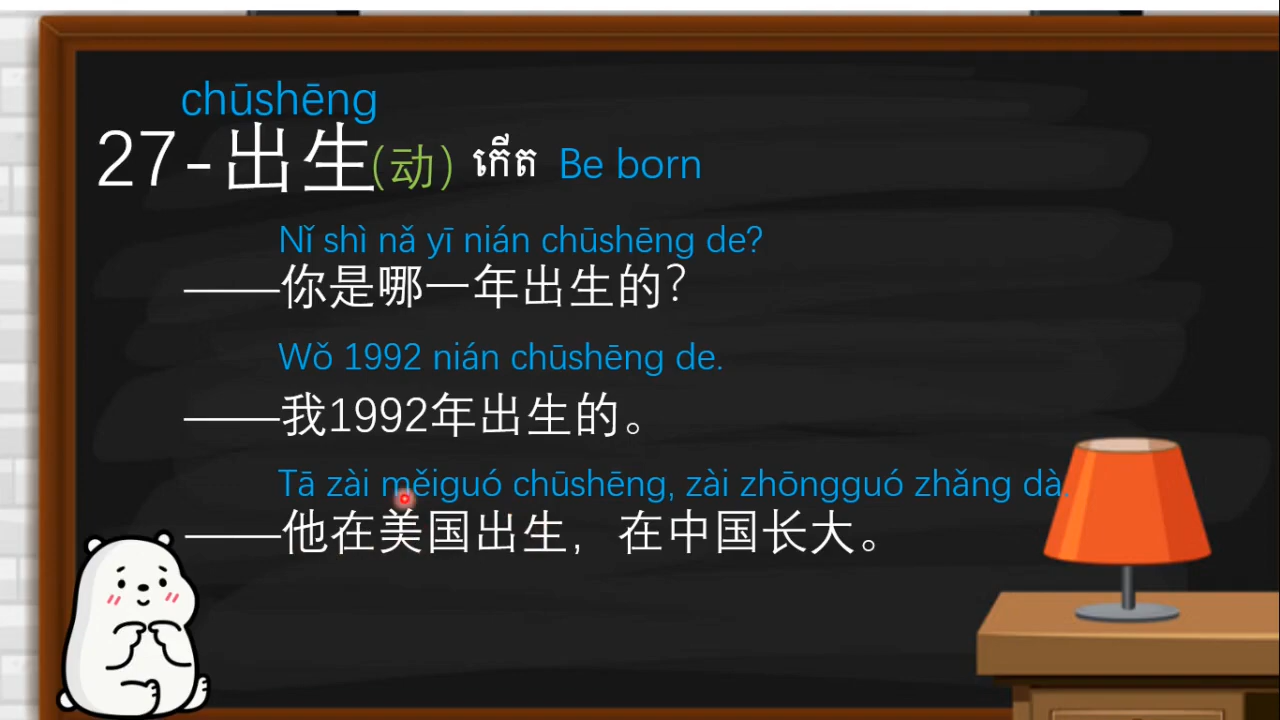 chūshēng
27-出生(动) កើត Be born
Nǐ shì nǎ yī nián chūshēng de?
——你是哪一年出生的？
Wǒ 1992 nián chūshēng de.
——我1992年出生的。
Tā zài měiguó chūshēng, zài zhōngguó zhǎng dà.
——他在美国出生，在中国长大。